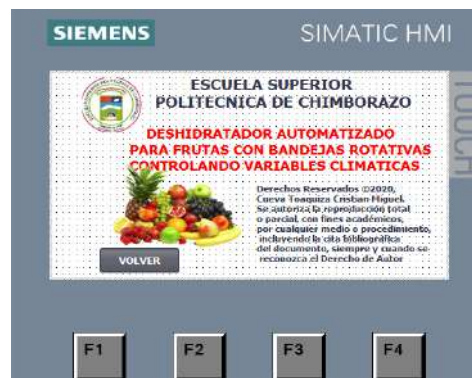 SIEMENS
SIMATIC HMI
TOUCH
ESCUELA SUPERIOR
POLITECNICA DE CHIMBORAZO
DESHIDRATADOR AUTOMATIZADO
PARA FRUTAS CON BANDEJAS ROTATIVAS
CONTROLANDO VARIABLES CLIMATICAS
Derechos Reservados ©2020,
Cueva Toaquiza Cristian Miguel.
Se autoriza la reproducción total
o parcial, con fines académicos,
por cualquier medio o procedimiento,
incluyendo la cita bibliográfica
del documento, siempre y cuando se
reconozca el Derecho de Autor
VOLVER
F1
F2
F3
F4